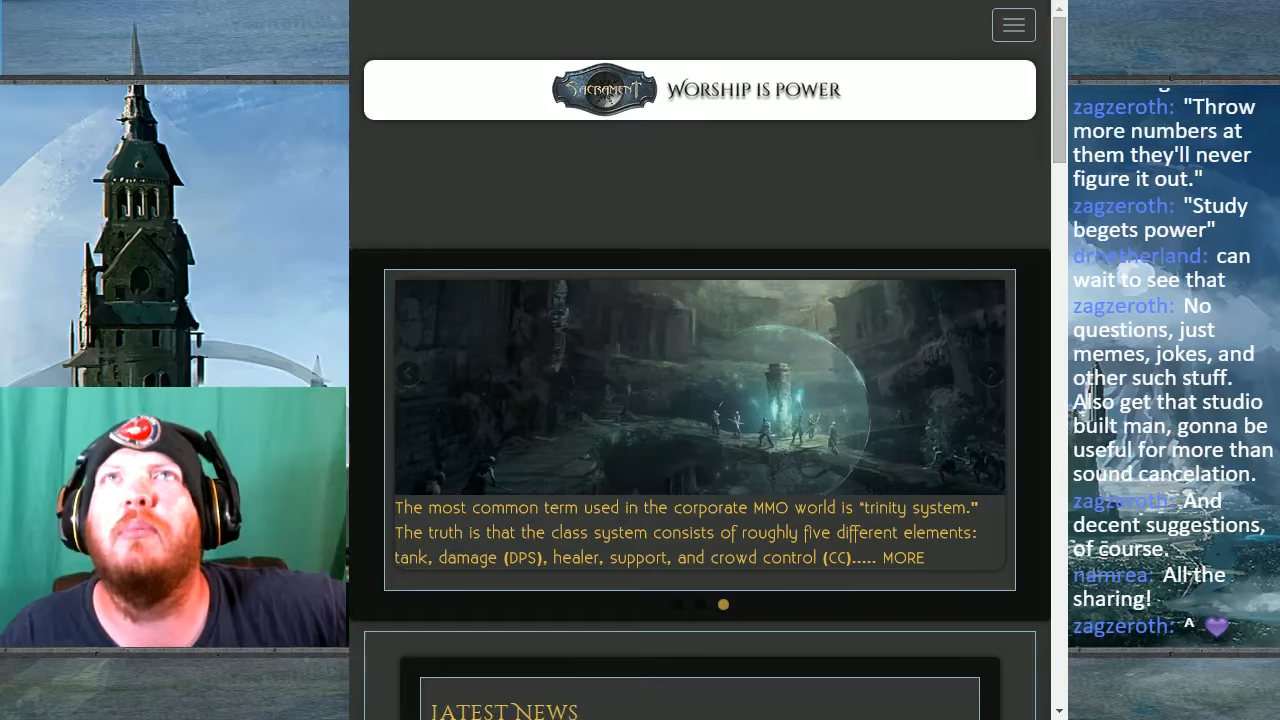 SACRAMENT
WORSHIP IS POWER
The most common term used in the corporate MMO world is “trinity system.”
The truth is that the class system consists of roughly five different elements:
tank, damage (DPS), healer, support, and crowd control (CC)..... MORE
LATEST NEWS
zagzeroth: "Throw
more numbers at
them they'll never
figure it out."
zagzeroth: "Study
begets power"
drnetherland: can
wait to see that
zagzeroth: No
questions, just
memes, jokes, and
other such stuff.
Also get that studio
built man, gonna be
useful for more than
sound cancelation.
zagzeroth: And
decent suggestions,
of course.
namrea: All the
sharing!
zagzeroth: ^ 💜